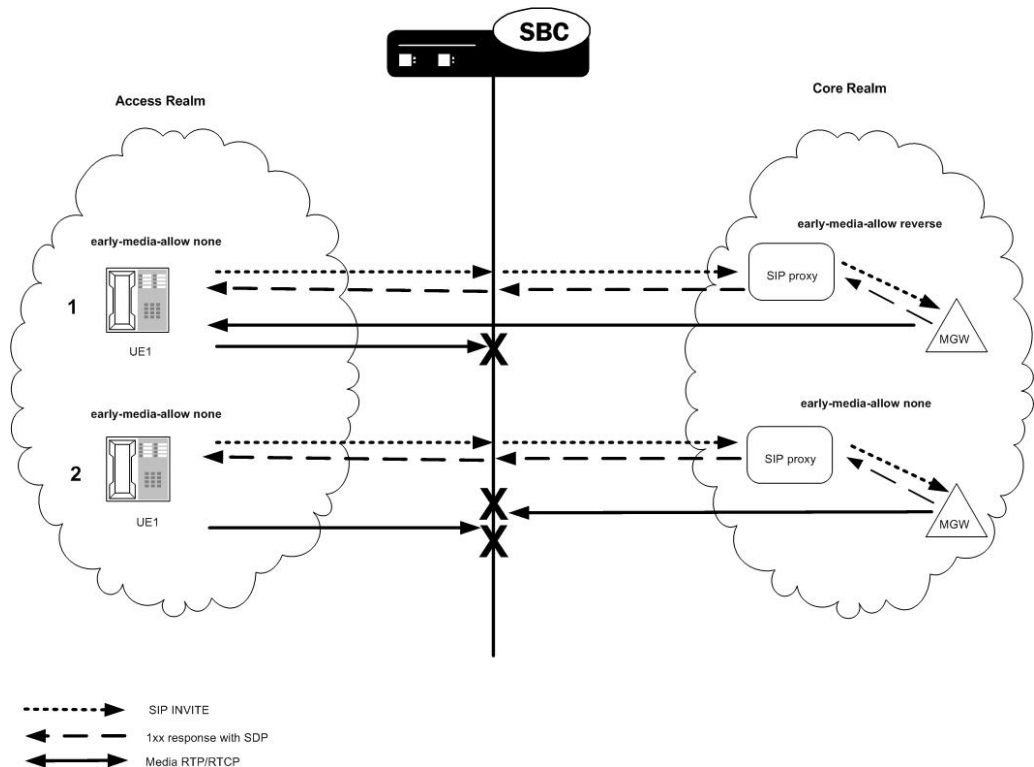 SBC
Access Realm
Core Realm
early-media-allow none
early-media-allow reverse
SIP proxy
1
UE1
MGW
early-media-allow none
early-media-allow none
SIP proxy
2
UE1
MGW
X
X
X
SIP INVITE
1xx response with SDP
Media RTP/RTCP